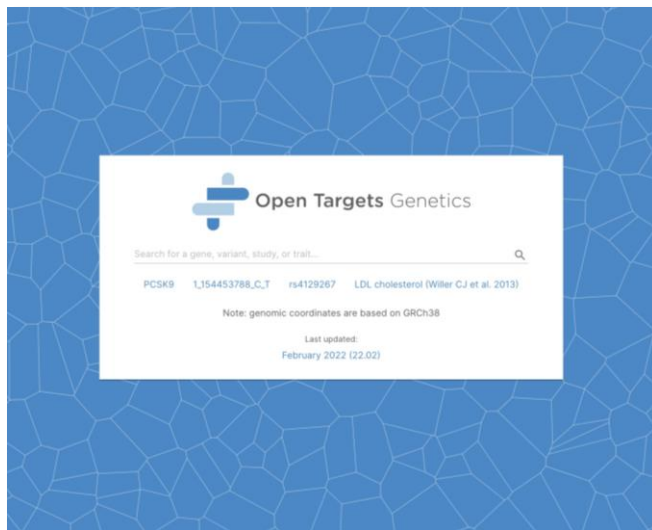 Open Targets Genetics
Search for a gene, variant, study, or trait...
PCSK9 1_154453788_C_T rs4129267 LDL cholesterol (Willer CJ et al. 2013)
Note: genomic coordinates are based on GRCh38
Last updated:
February 2022 (22.02)